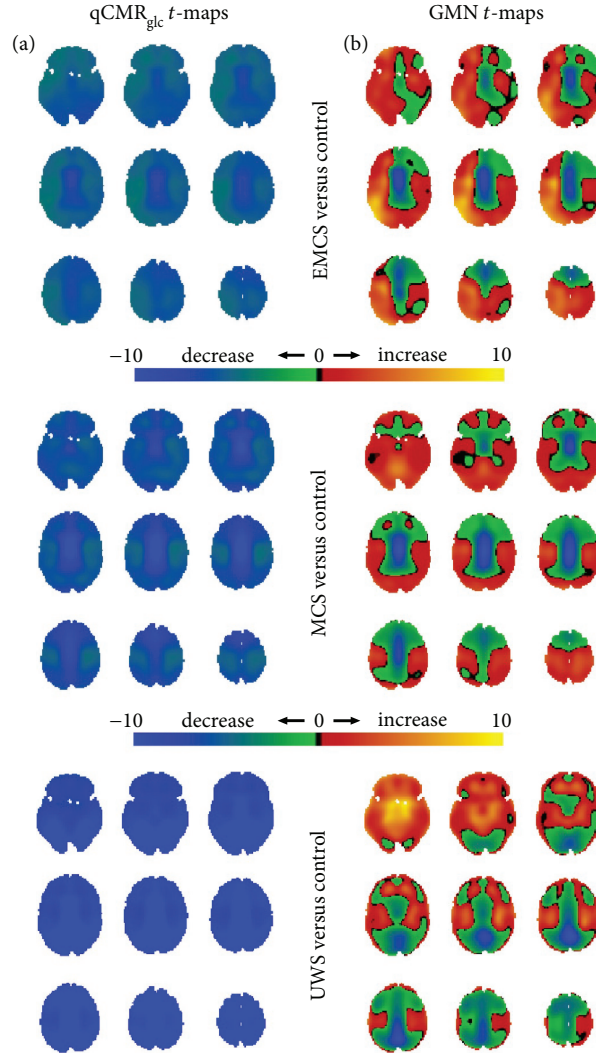 qCMRglc t-maps
GMN t-maps
(a)
(b)
EMCS versus control
−10 decrease ← 0 → increase 10
MCS versus control
−10 decrease ← 0 → increase 10
UWS versus control